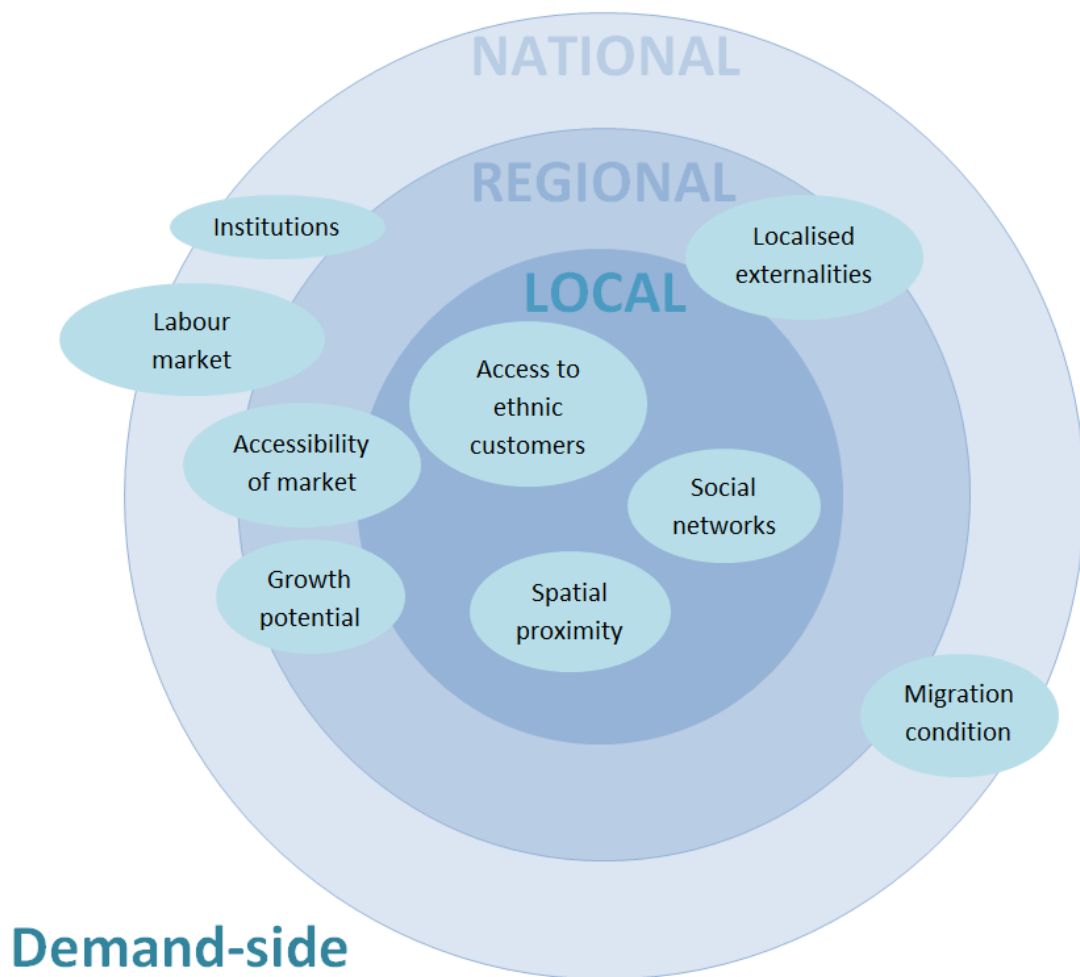 NATIONAL
REGIONAL
Institutions
Localised
externalities
LOCAL
Labour
market
Access to
ethnic
customers
Accessibility
of market
Social
networks
Growth
potential
Spatial
proximity
Migration
condition
Demand-side